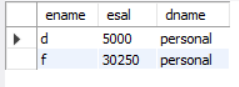 ename esal dname
d 5000 personal
f 30250 personal